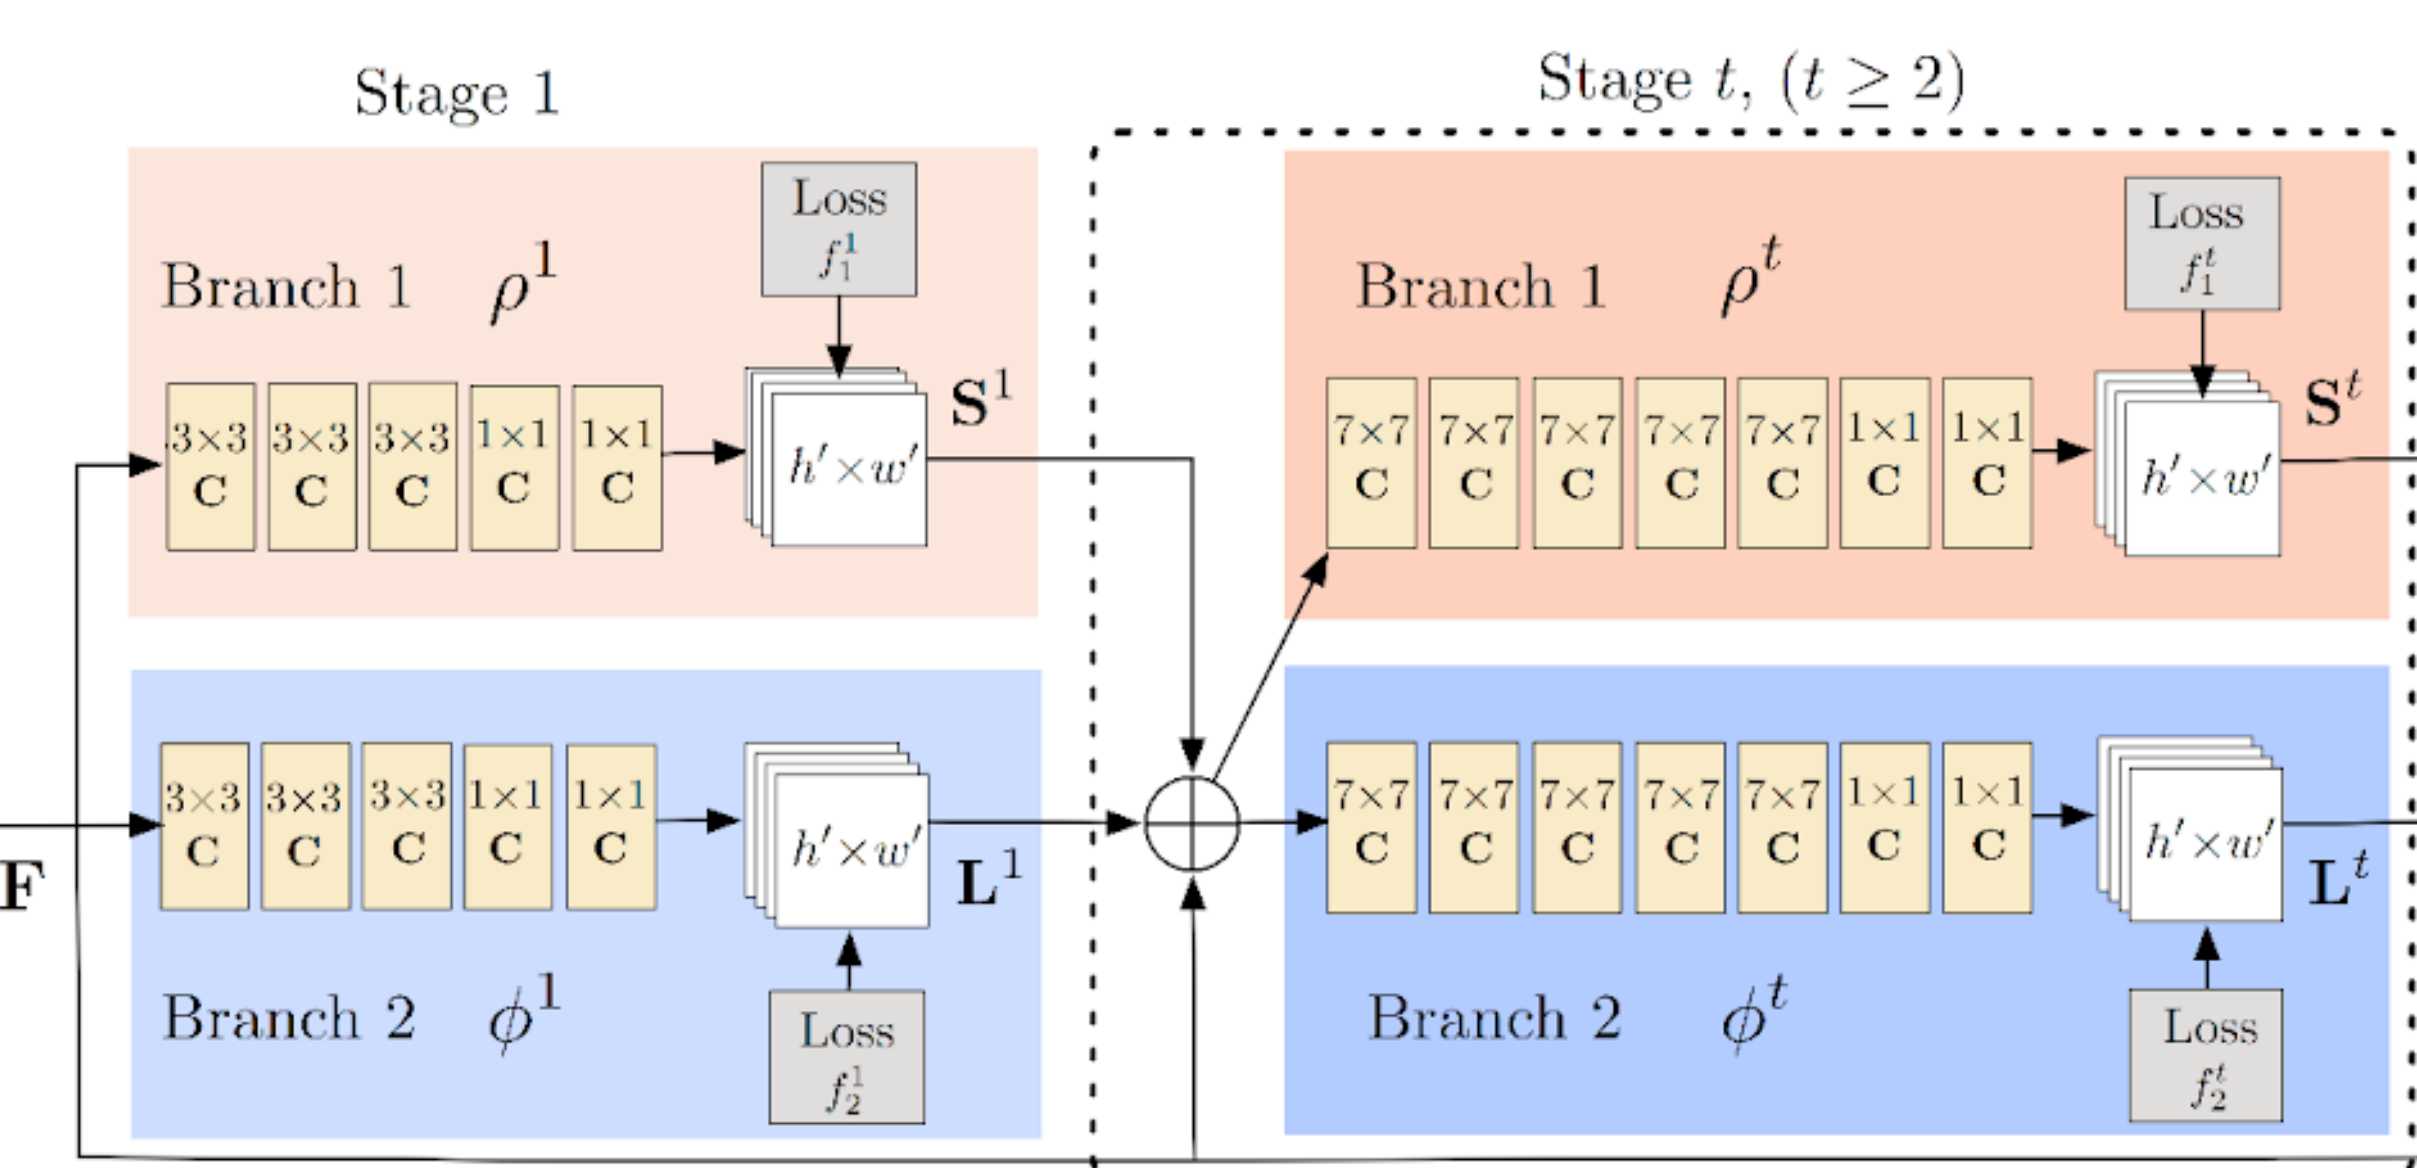 Stage 1
Stage t, (t ≥ 2)
Loss
f₁¹
Branch 1 ρ¹
3×3 3×3 3×3 1×1 1×1
C C C C C
h′×w′
S¹
Loss
f₁ᵗ
Branch 1 ρᵗ
7×7 7×7 7×7 7×7 7×7 1×1 1×1
C C C C C C C
h′×w′
Sᵗ
F
3×3 3×3 3×3 1×1 1×1
C C C C C
h′×w′
L¹
Branch 2 ϕ¹
Loss
f₂¹
7×7 7×7 7×7 7×7 7×7 1×1 1×1
C C C C C C C
h′×w′
Lᵗ
Branch 2 ϕᵗ
Loss
f₂ᵗ